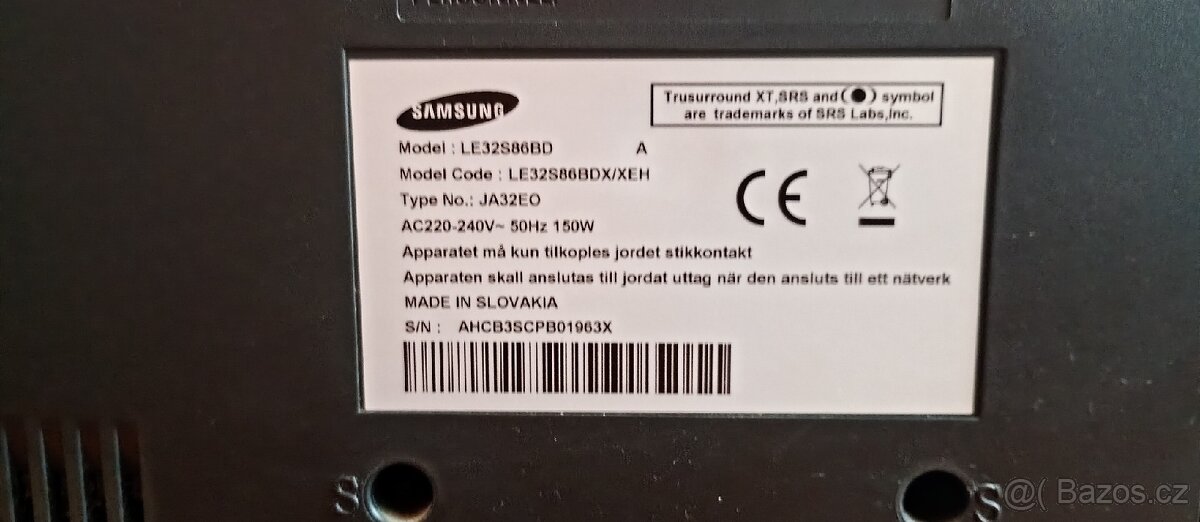 SAMSUNG
Trusurround XT,SRS and (●) symbol
are trademarks of SRS Labs,Inc.
Model : LE32S86BD A
Model Code : LE32S86BDX/XEH
Type No.: JA32EO
AC220-240V~ 50Hz 150W
Apparatet må kun tilkoples jordet stikkontakt
Apparaten skall anslutas till jordat uttag när den ansluts till ett nätverk
MADE IN SLOVAKIA
S/N : AHCB3SCPB01963X
CE
S
S
@( Bazos.cz